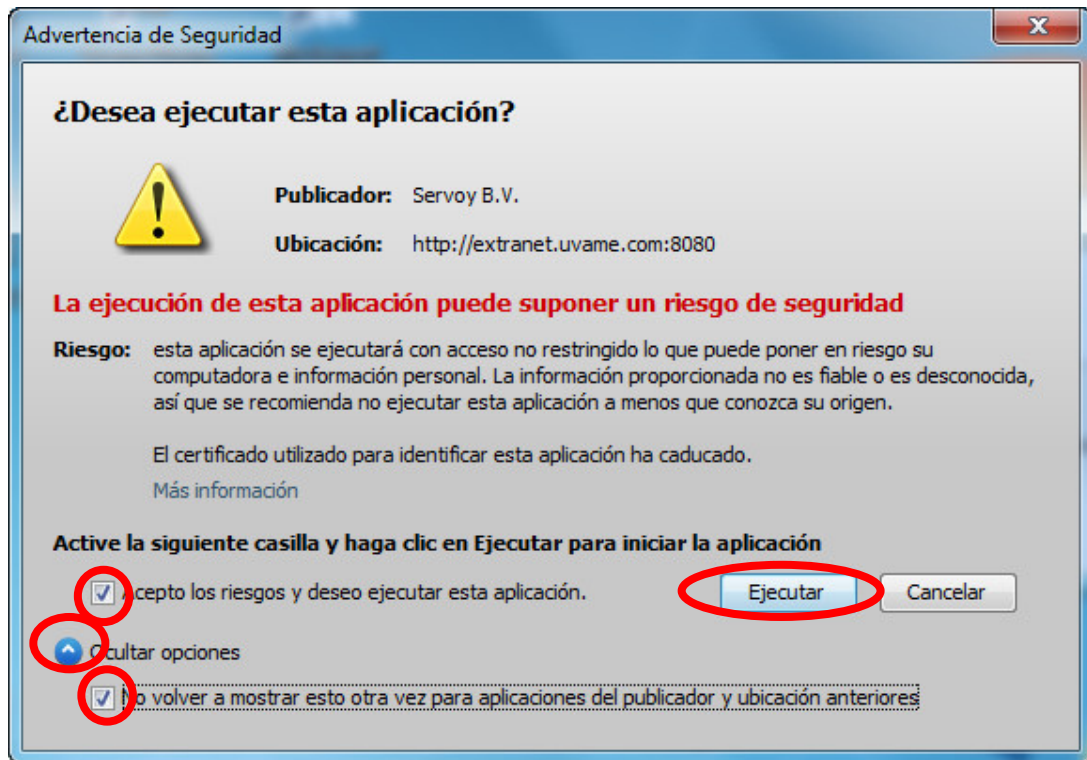 Advertencia de Seguridad
¿Desea ejecutar esta aplicación?
Publicador: Servoy B.V.
Ubicación: http://extranet.uvame.com:8080
La ejecución de esta aplicación puede suponer un riesgo de seguridad
Riesgo: esta aplicación se ejecutará con acceso no restringido lo que puede poner en riesgo su
computadora e información personal. La información proporcionada no es fiable o es desconocida,
así que se recomienda no ejecutar esta aplicación a menos que conozca su origen.
El certificado utilizado para identificar esta aplicación ha caducado.
Más información
Active la siguiente casilla y haga clic en Ejecutar para iniciar la aplicación
Acepto los riesgos y deseo ejecutar esta aplicación. Ejecutar Cancelar
Ocultar opciones
No volver a mostrar esto otra vez para aplicaciones del publicador y ubicación anteriores